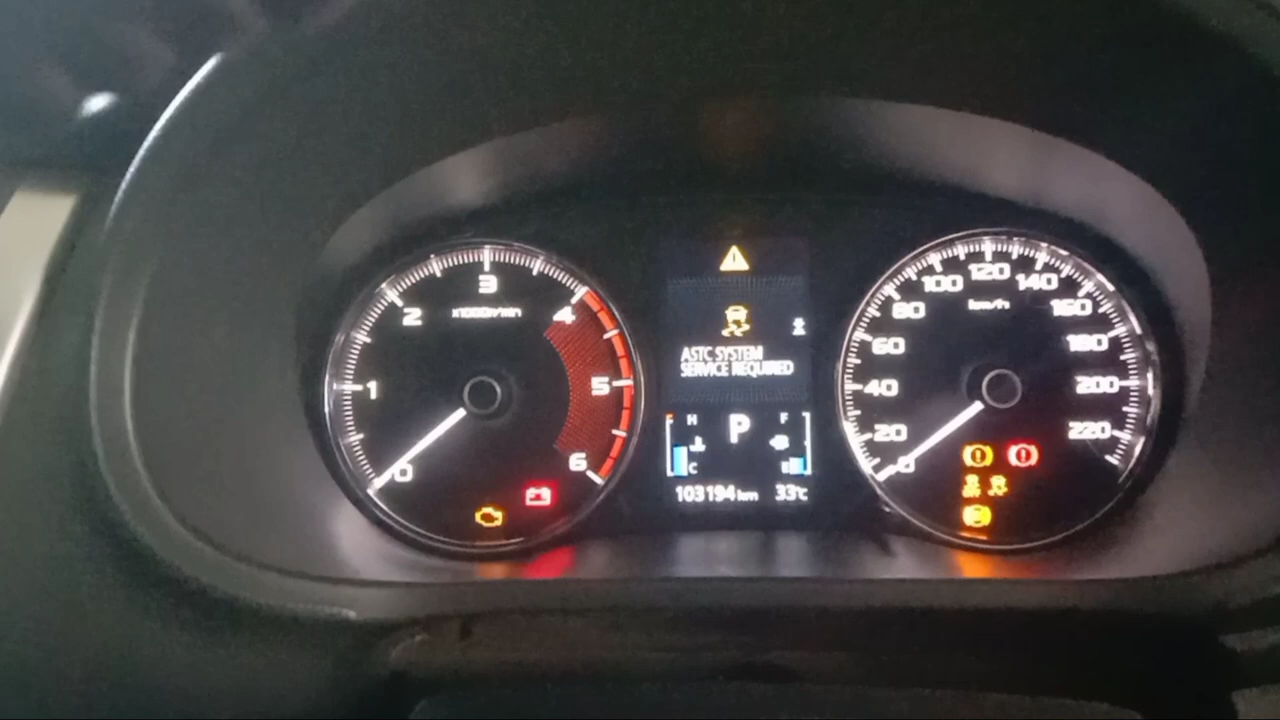 3
2
x1000r/min
4
1
5
0
6
ASTC SYSTEM
SERVICE REQUIRED
H
P
F
C
E
103194 km 33℃
120
100
140
80
km/h
160
60
180
40
200
20
220
0